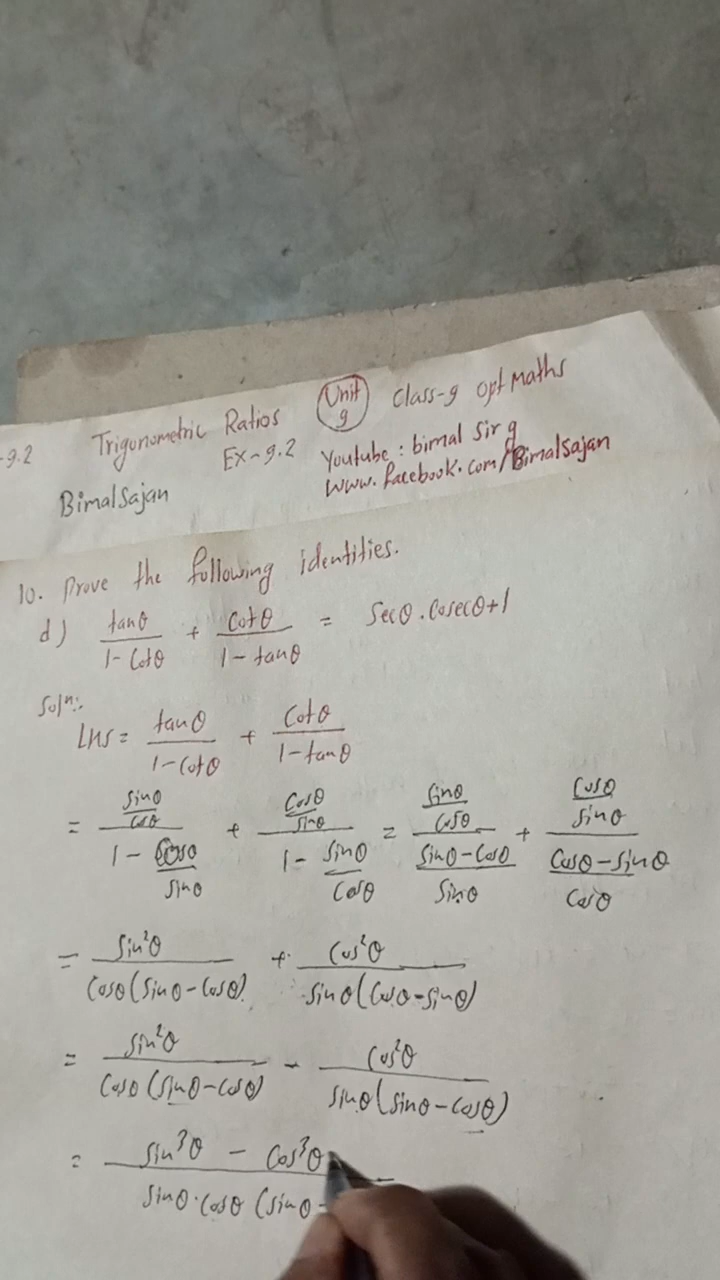 -9.2 Trigonometric Ratios Unit 9 Class-9 opt Maths
BimalSajan Ex-9.2 Youtube : bimal Sir g
www.facebook.com/BimalSajan
10. Prove the following identities.
d) tanθ/(1-Cotθ) + Cotθ/(1-tanθ) = Secθ.Cosecθ+1
Solⁿ:
LHS = tanθ/(1-Cotθ) + Cotθ/(1-tanθ)
= (Sinθ/Cosθ)/(1 - Cosθ/Sinθ) + (Cosθ/Sinθ)/(1 - Sinθ/Cosθ) = (Sinθ/Cosθ)/((Sinθ-Cosθ)/Sinθ) + (Cosθ/Sinθ)/((Cosθ-Sinθ)/Cosθ)
= Sin²θ/(Cosθ(Sinθ-Cosθ)) + Cos²θ/(Sinθ(Cosθ-Sinθ))
= Sin²θ/(Cosθ(Sinθ-Cosθ)) - Cos²θ/(Sinθ(Sinθ-Cosθ))
= (Sin³θ - Cos³θ)/(Sinθ.Cosθ (Sinθ -